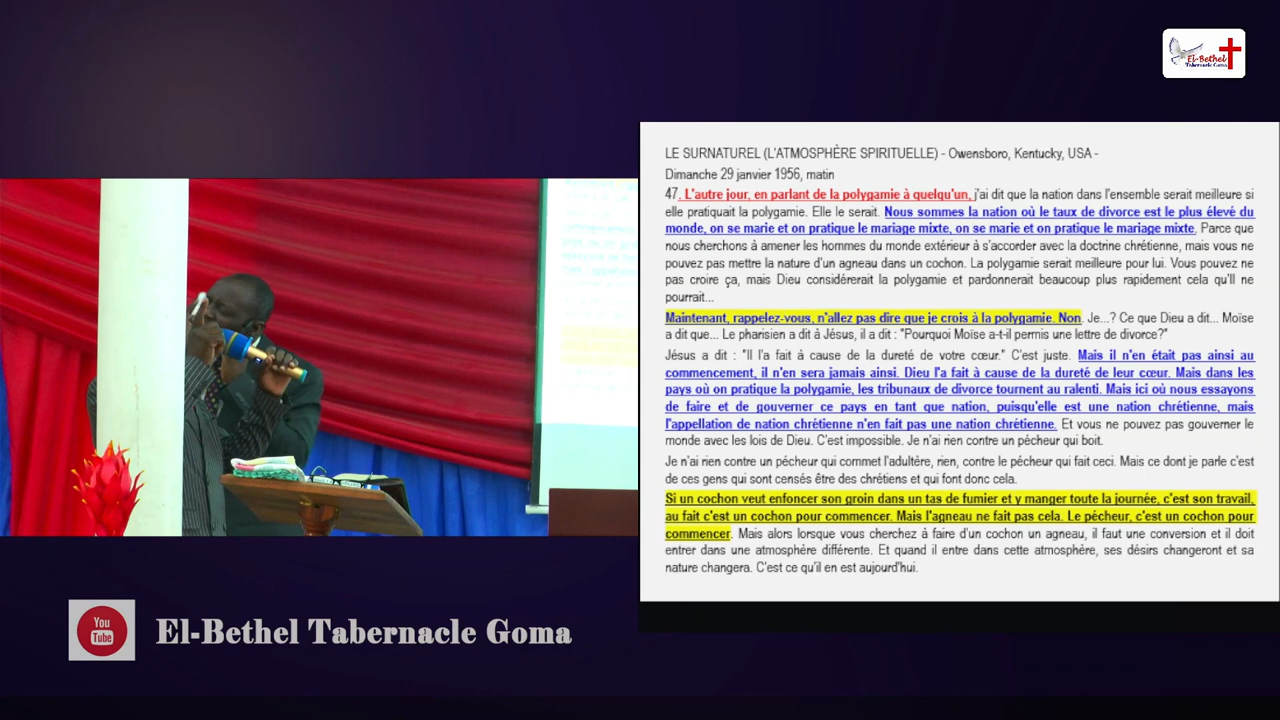 El-Bethel
Tabernacle Goma
LE SURNATUREL (L'ATMOSPHÈRE SPIRITUELLE) - Owensboro, Kentucky, USA -
Dimanche 29 janvier 1956, matin
47. L'autre jour, en parlant de la polygamie à quelqu'un, j'ai dit que la nation dans l'ensemble serait meilleure si
elle pratiquait la polygamie. Elle le serait. Nous sommes la nation où le taux de divorce est le plus élevé du
monde, on se marie et on pratique le mariage mixte, on se marie et on pratique le mariage mixte. Parce que
nous cherchons à amener les hommes du monde extérieur à s'accorder avec la doctrine chrétienne, mais vous ne
pouvez pas mettre la nature d'un agneau dans un cochon. La polygamie serait meilleure pour lui. Vous pouvez ne
pas croire ça, mais Dieu considérerait la polygamie et pardonnerait beaucoup plus rapidement cela qu'Il ne
pourrait...
Maintenant, rappelez-vous, n'allez pas dire que je crois à la polygamie. Non. Je...? Ce que Dieu a dit... Moïse
a dit que... Le pharisien a dit à Jésus, il a dit : "Pourquoi Moïse a-t-il permis une lettre de divorce?"
Jésus a dit : "Il l'a fait à cause de la dureté de votre cœur." C'est juste. Mais il n'en était pas ainsi au
commencement, il n'en sera jamais ainsi. Dieu l'a fait à cause de la dureté de leur cœur. Mais dans les
pays où on pratique la polygamie, les tribunaux de divorce tournent au ralenti. Mais ici où nous essayons
de faire et de gouverner ce pays en tant que nation, puisqu'elle est une nation chrétienne, mais
l'appellation de nation chrétienne n'en fait pas une nation chrétienne. Et vous ne pouvez pas gouverner le
monde avec les lois de Dieu. C'est impossible. Je n'ai rien contre un pécheur qui boit.
Je n'ai rien contre un pécheur qui commet l'adultère, rien, contre le pécheur qui fait ceci. Mais ce dont je parle c'est
de ces gens qui sont censés être des chrétiens et qui font donc cela.
Si un cochon veut enfoncer son groin dans un tas de fumier et y manger toute la journée, c'est son travail,
au fait c'est un cochon pour commencer. Mais l'agneau ne fait pas cela. Le pécheur, c'est un cochon pour
commencer. Mais alors lorsque vous cherchez à faire d'un cochon un agneau, il faut une conversion et il doit
entrer dans une atmosphère différente. Et quand il entre dans cette atmosphère, ses désirs changeront et sa
nature changera. C'est ce qu'il en est aujourd'hui.
You
Tube
El-Bethel Tabernacle Goma